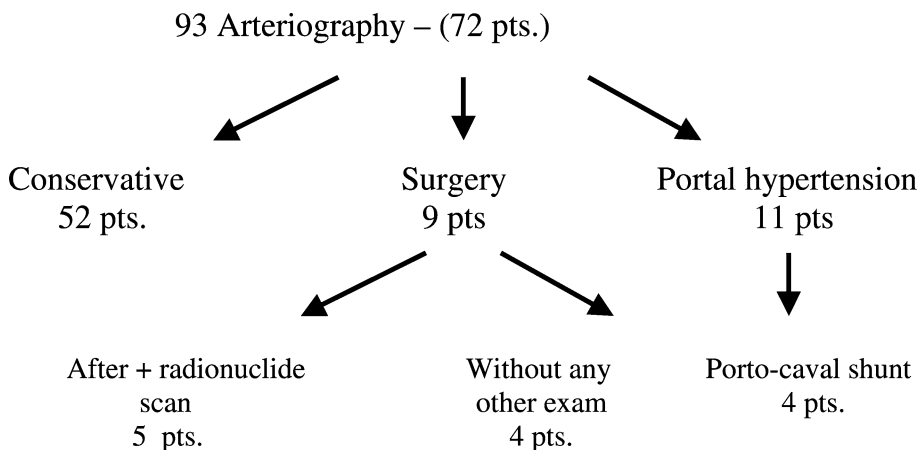 93 Arteriography – (72 pts.)
Conservative
52 pts.
Surgery
9 pts
Portal hypertension
11 pts
After + radionuclide
scan
5 pts.
Without any
other exam
4 pts.
Porto-caval shunt
4 pts.